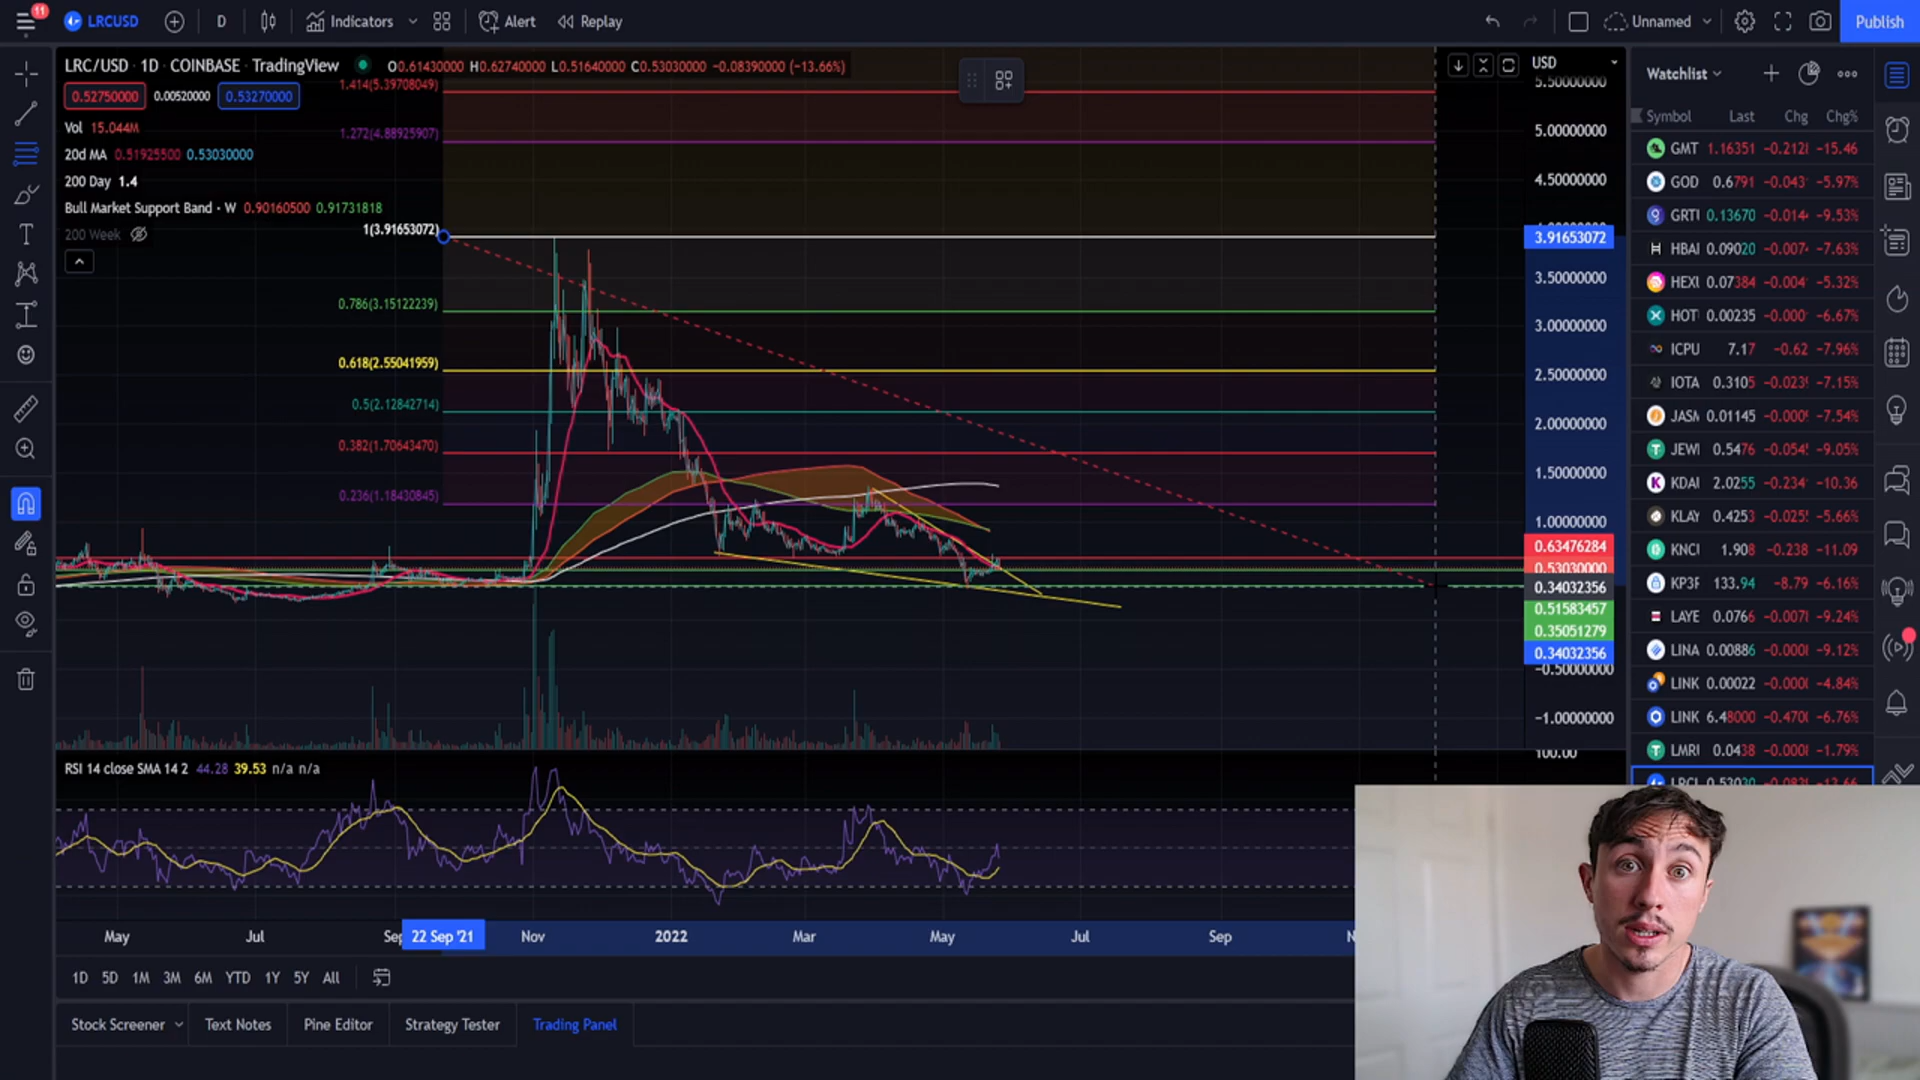 11
LRCUSD
D
Indicators
Alert
Replay
Unnamed
Publish
LRC/USD · 1D · COINBASE · TradingView
O0.61430000 H0.62740000 L0.51640000 C0.53030000 −0.08390000 (−13.66%)
0.52750000 0.00520000 0.53270000
Vol 15.044M
20d MA 0.51925500 0.53030000
200 Day 1.4
Bull Market Support Band · W 0.90160500 0.91731818
200 Week
1.414(5.39708049)
1.272(4.88925907)
1(3.91653072)
0.786(3.15122239)
0.618(2.55041959)
0.5(2.12842714)
0.382(1.70643470)
0.236(1.18430845)
USD
5.50000000
5.00000000
4.50000000
3.91653072
3.50000000
3.00000000
2.50000000
2.00000000
1.50000000
1.00000000
0.63476284
0.53030000
0.34032356
0.51583457
0.35051279
0.34032356
−0.50000000
−1.00000000
100.00
RSI 14 close SMA 14 2 44.28 39.53 n/a n/a
May Jul Sep 22 Sep '21 Nov 2022 Mar May Jul Sep N
1D 5D 1M 3M 6M YTD 1Y 5Y All
Stock Screener Text Notes Pine Editor Strategy Tester Trading Panel
Watchlist
Symbol Last Chg Chg%
GMT 1.16351 −0.2128 −15.46
GOD 0.6791 −0.043 −5.97%
GRTI 0.13670 −0.014 −9.53%
HBAI 0.09020 −0.007 −7.63%
HEXI 0.07384 −0.004 −5.32%
HOT 0.00235 −0.000 −6.67%
ICPU 7.17 −0.62 −7.96%
IOTA 0.3105 −0.023 −7.15%
JASM 0.01145 −0.000 −7.54%
JEWI 0.5476 −0.054 −9.05%
KDAI 2.0255 −0.234 −10.36
KLAY 0.4253 −0.025 −5.66%
KNCU 1.908 −0.238 −11.09
KP3F 133.94 −8.79 −6.16%
LAYE 0.0766 −0.007 −9.24%
LINA 0.00886 −0.000 −9.12%
LINK 0.00022 −0.000 −4.84%
LINK 6.48000 −0.470 −6.76%
LMRI 0.0438 −0.000 −1.79%